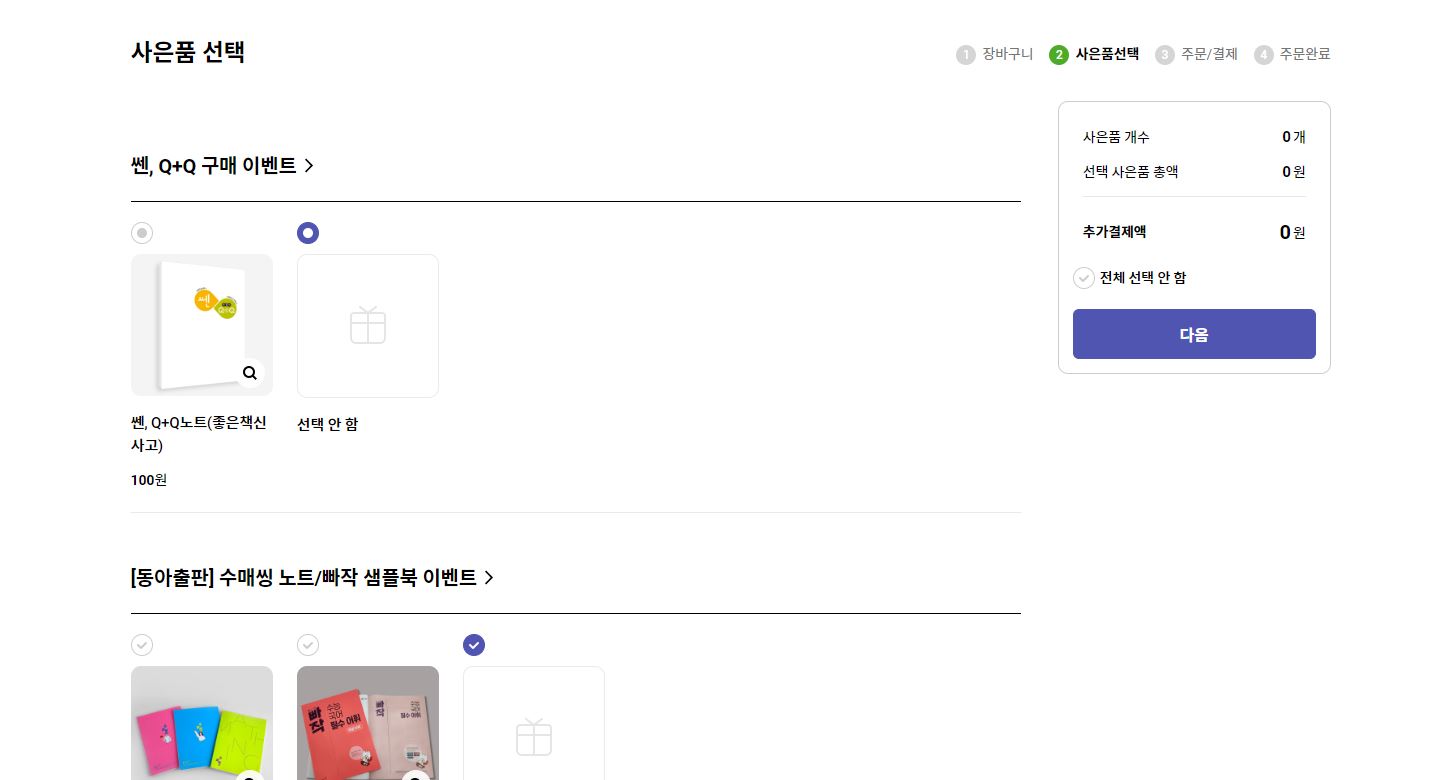 사은품 선택
1 장바구니 2 사은품선택 3 주문/결제 4 주문완료
사은품 개수 0 개
선택 사은품 총액 0 원
추가결제액 0 원
전체 선택 안 함
다음
쎈, Q+Q 구매 이벤트
쎈
쎈, Q+Q노트(좋은책신
사고)
100원
선택 안 함
[동아출판] 수매씽 노트/빠작 샘플북 이벤트
빠작
수능
국어
필수 어휘